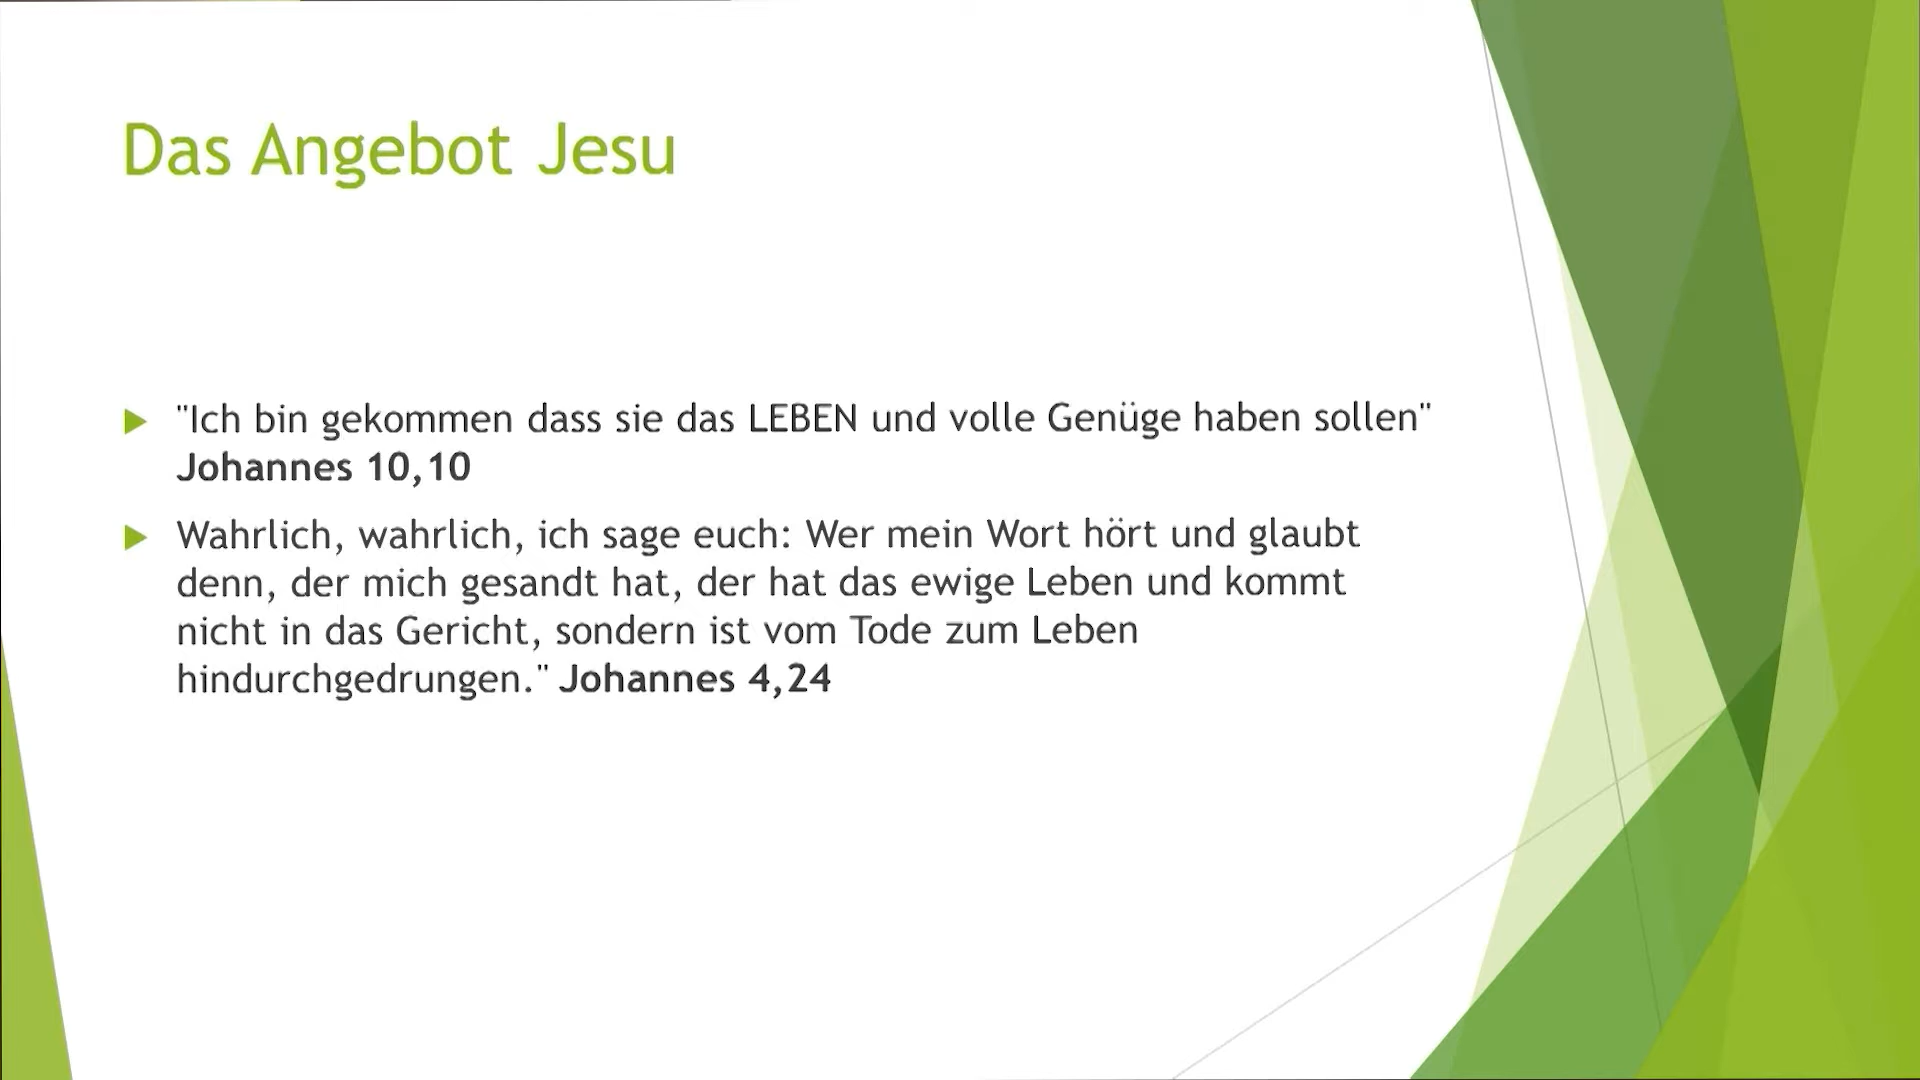 Das Angebot Jesu
"Ich bin gekommen dass sie das LEBEN und volle Genüge haben sollen"
Johannes 10,10
Wahrlich, wahrlich, ich sage euch: Wer mein Wort hört und glaubt
denn, der mich gesandt hat, der hat das ewige Leben und kommt
nicht in das Gericht, sondern ist vom Tode zum Leben
hindurchgedrungen." Johannes 4,24